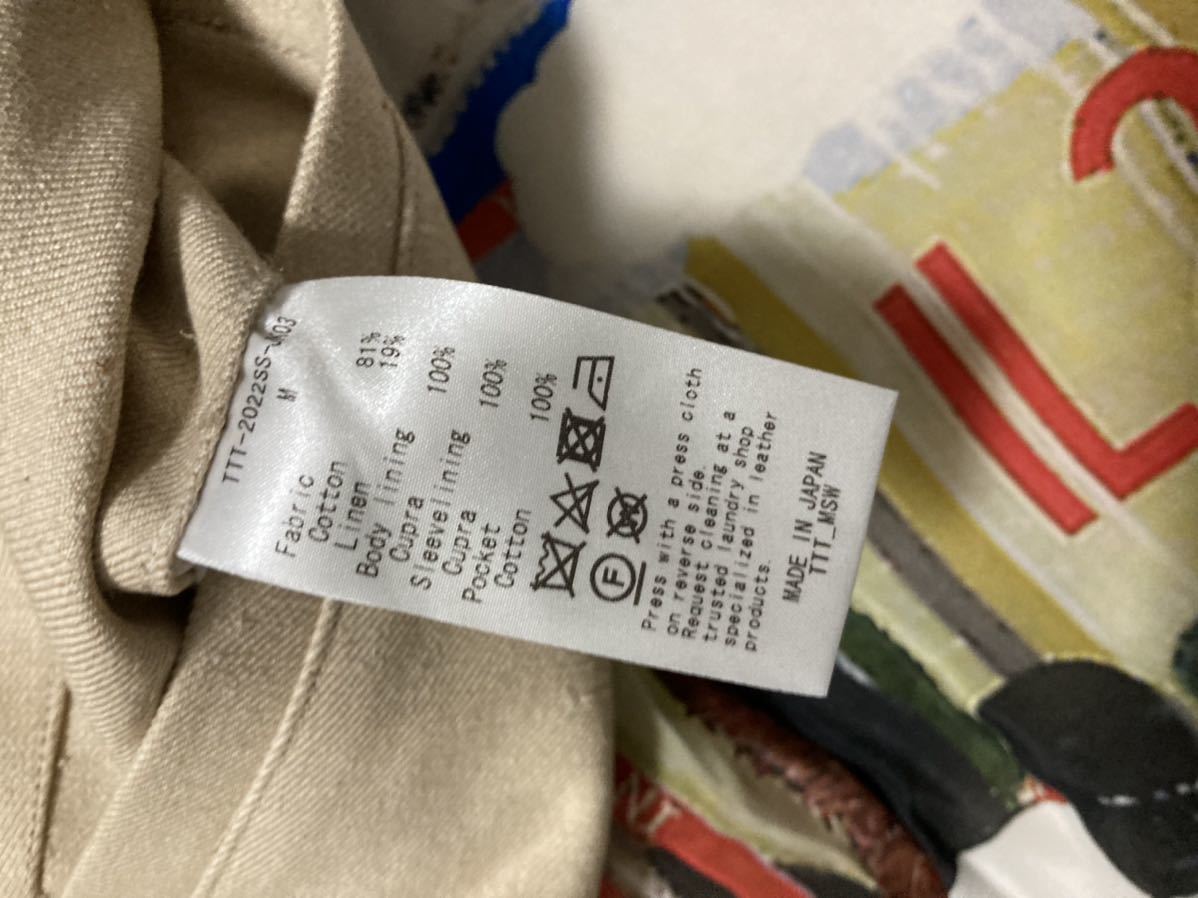 TTT-2022SS-J03
M
Fabric
Cotton 81%
Linen 19%
Body lining
Cupra 100%
Sleevelining
Cupra 100%
Pocket
Cotton 100%
F
Press with a press cloth
on reverse side.
Request cleaning at a
trusted laundry shop
specialized in leather
products.
MADE IN JAPAN
TTT_MSW